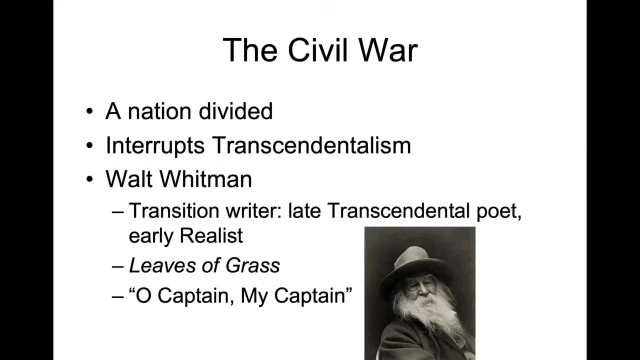 The Civil War
• A nation divided
• Interrupts Transcendentalism
• Walt Whitman
– Transition writer: late Transcendental poet,
early Realist
– Leaves of Grass
– “O Captain, My Captain”